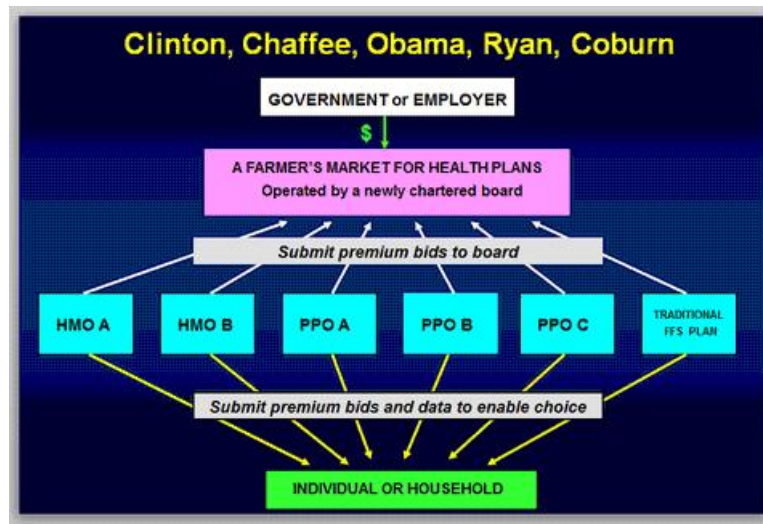 Clinton, Chaffee, Obama, Ryan, Coburn
GOVERNMENT or EMPLOYER
$
A FARMER'S MARKET FOR HEALTH PLANS
Operated by a newly chartered board
Submit premium bids to board
HMO A
HMO B
PPO A
PPO B
PPO C
TRADITIONAL
FFS PLAN
Submit premium bids and data to enable choice
INDIVIDUAL OR HOUSEHOLD